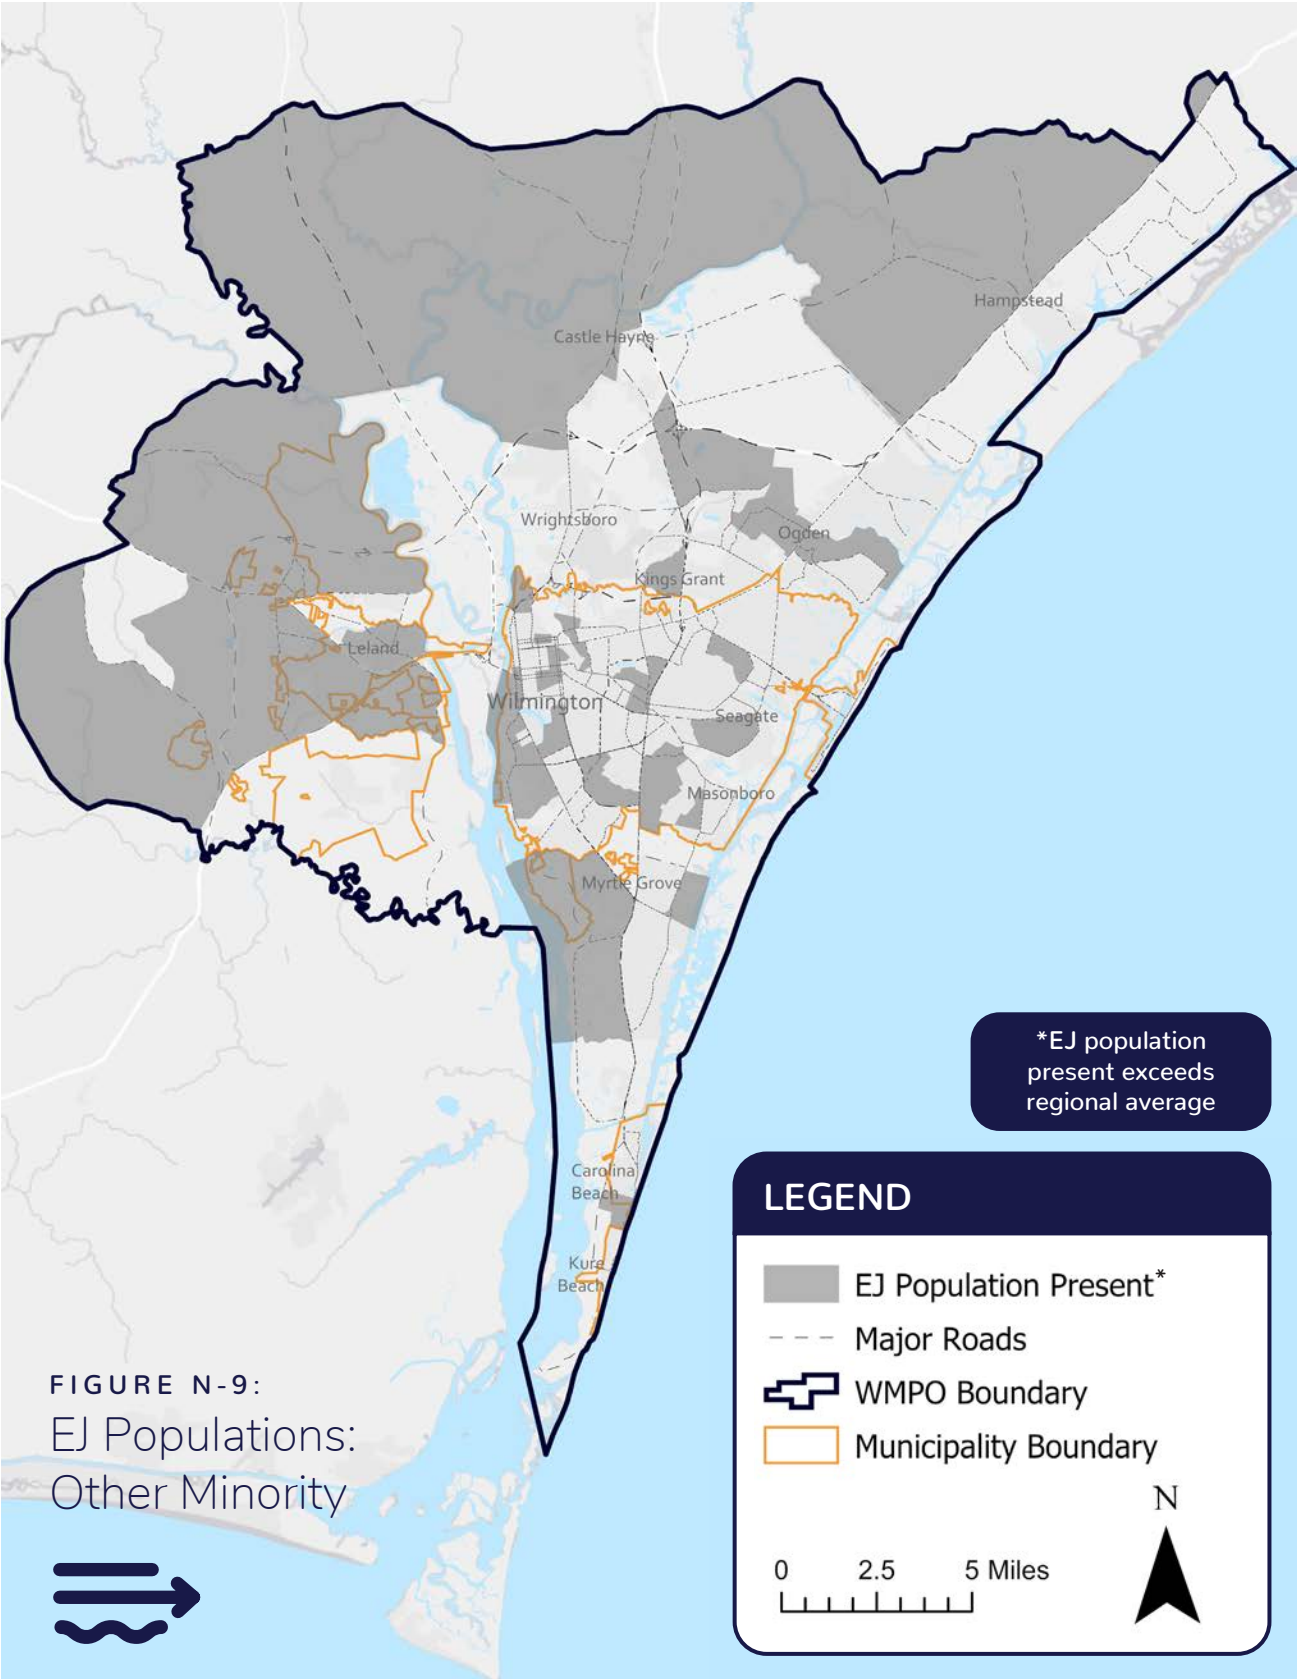 Hampstead
Castle Hayne
Wrightsboro
Ogden
Kings Grant
Leland
Wilmington
Seagate
Masonboro
Myrtle Grove
Carolina
Beach
Kure
Beach
*EJ population
present exceeds
regional average
LEGEND
EJ Population Present*
Major Roads
WMPO Boundary
Municipality Boundary
N
0 2.5 5 Miles
FIGURE N-9:
EJ Populations:
Other Minority